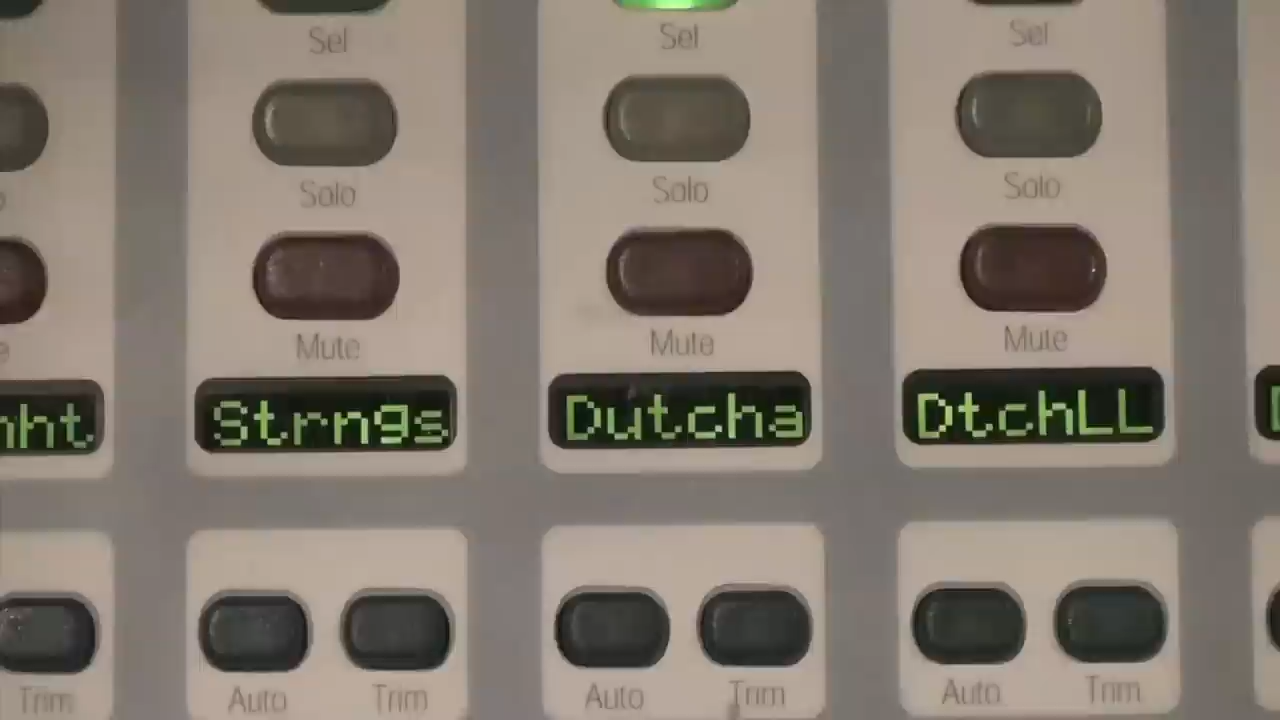 Sel Sel Sel
Solo Solo Solo
Mute Mute Mute
nht Strngs Dutcha DtchLL
Trim Auto Trim Auto Trim Auto Trim